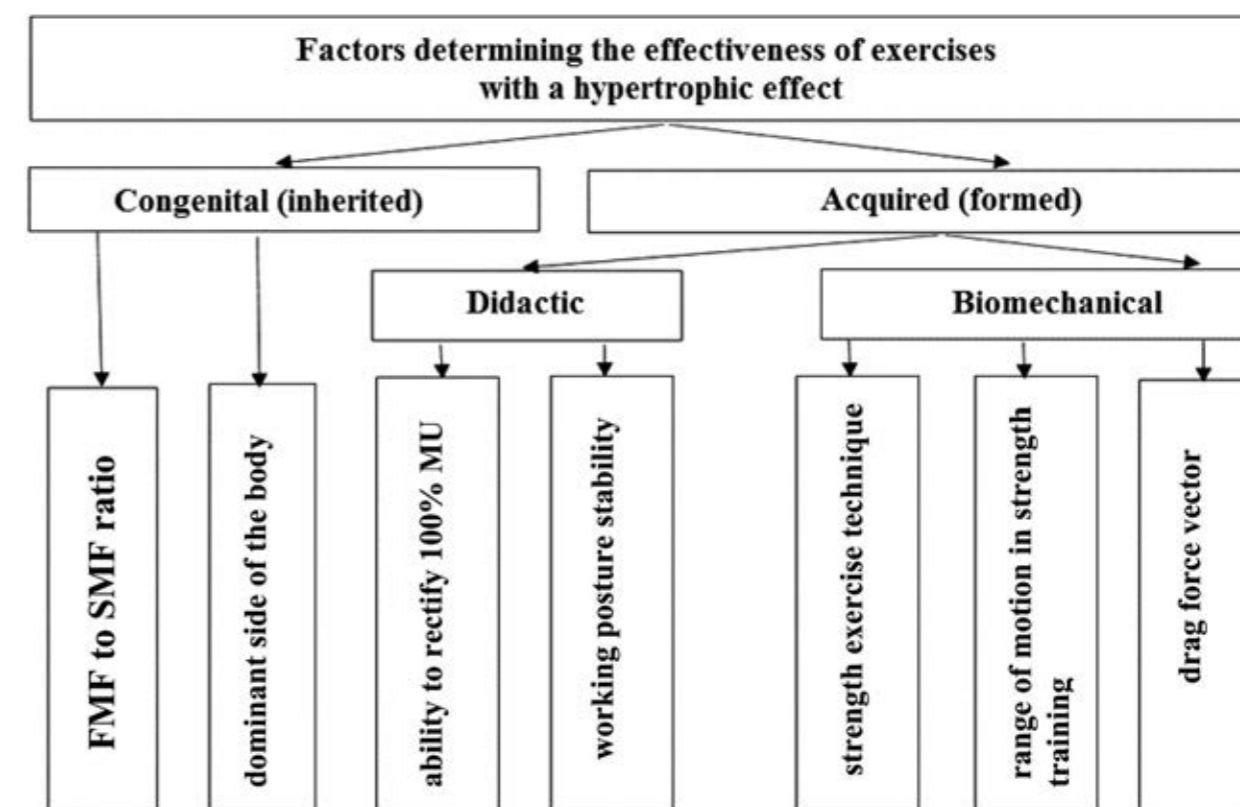 Factors determining the effectiveness of exercises
with a hypertrophic effect
Congenital (inherited)
Acquired (formed)
Didactic
Biomechanical
FMF to SMF ratio
dominant side of the body
ability to rectify 100% MU
working posture stability
strength exercise technique
range of motion in strength
training
drag force vector